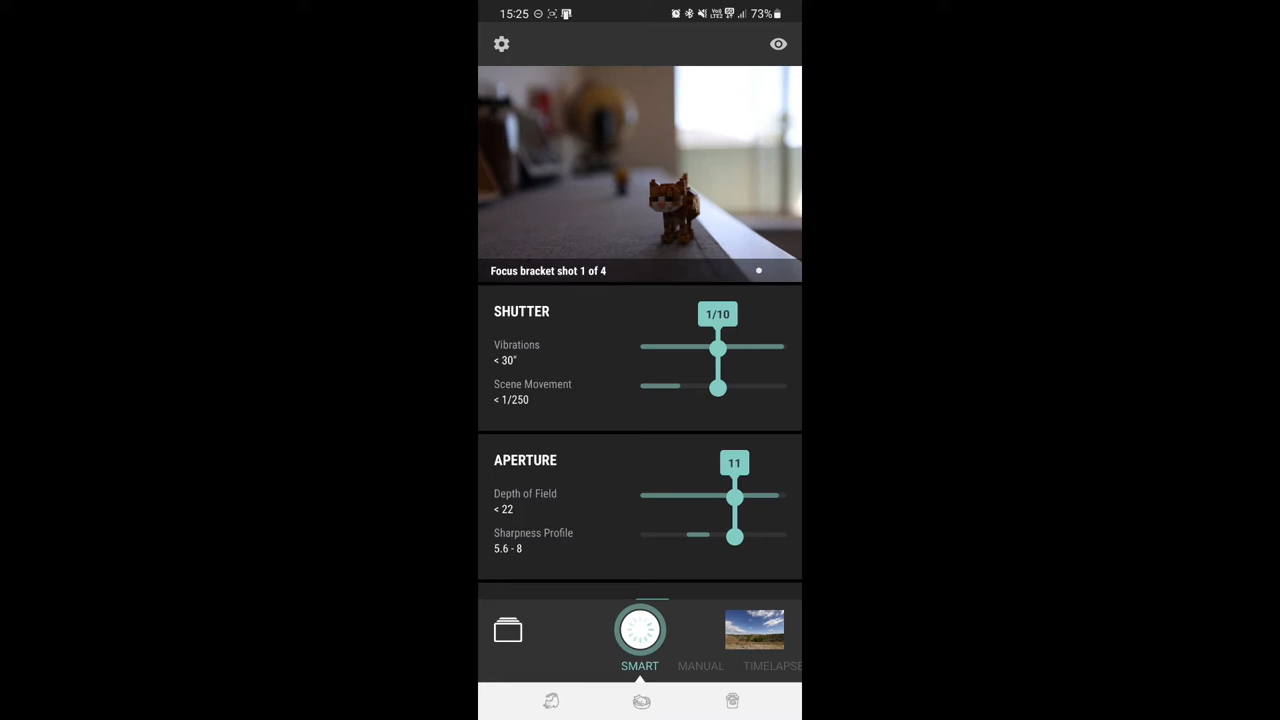 15:25
73%
Focus bracket shot 1 of 4
SHUTTER
1/10
Vibrations
< 30"
Scene Movement
< 1/250
APERTURE
11
Depth of Field
< 22
Sharpness Profile
5.6 - 8
SMART MANUAL TIMELAPSE